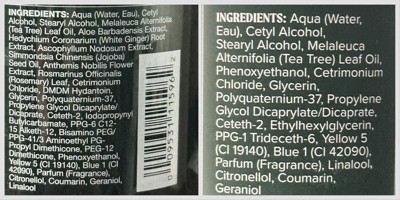 INGREDIENTS: Aqua (Water,
Eau), Cetyl Alcohol,
Stearyl Alcohol, Melaleuca Alternifolia
(Tea Tree) Leaf Oil, Aloe Barbadensis Extract,
Hedychium Coronarium (White Ginger) Root
Extract, Ascophyllum Nodosum Extract,
Simmondsia Chinensis (Jojoba)
Seed Oil, Anthemis Nobilis Flower
Extract, Rosmarinus Officinalis
(Rosemary) Leaf, Cetrimonium
Chloride, DMDM Hydantoin,
Glycerin, Polyquaternium-37,
Propylene Glycol Dicaprylate/
Dicaprate, Ceteth-2, Iodopropynyl
Butylcarbamate, PPG-6 C12-
15 Alketh-12, Bisamino PEG/
PPG-41/3 Aminoethyl PG-
Propyl Dimethicone, PEG-12
Dimethicone, Phenoxyethanol,
Yellow 5 (CI 19140), Blue 1 (CI
42090), Parfum (Fragrance),
Citronellol, Coumarin, Geraniol,
Linalool
INGREDIENTS: Aqua (Water,
Eau), Cetyl Alcohol,
Stearyl Alcohol, Melaleuca
Alternifolia (Tea Tree) Leaf Oil,
Phenoxyethanol, Cetrimonium
Chloride, Glycerin,
Polyquaternium-37, Propylene
Glycol Dicaprylate/Dicaprate,
Ceteth-2, Ethylhexylglycerin,
PPG-1 Trideceth-6, Yellow 5
(CI 19140), Blue 1 (CI 42090),
Parfum (Fragrance), Linalool,
Citronellol, Coumarin,
Geraniol